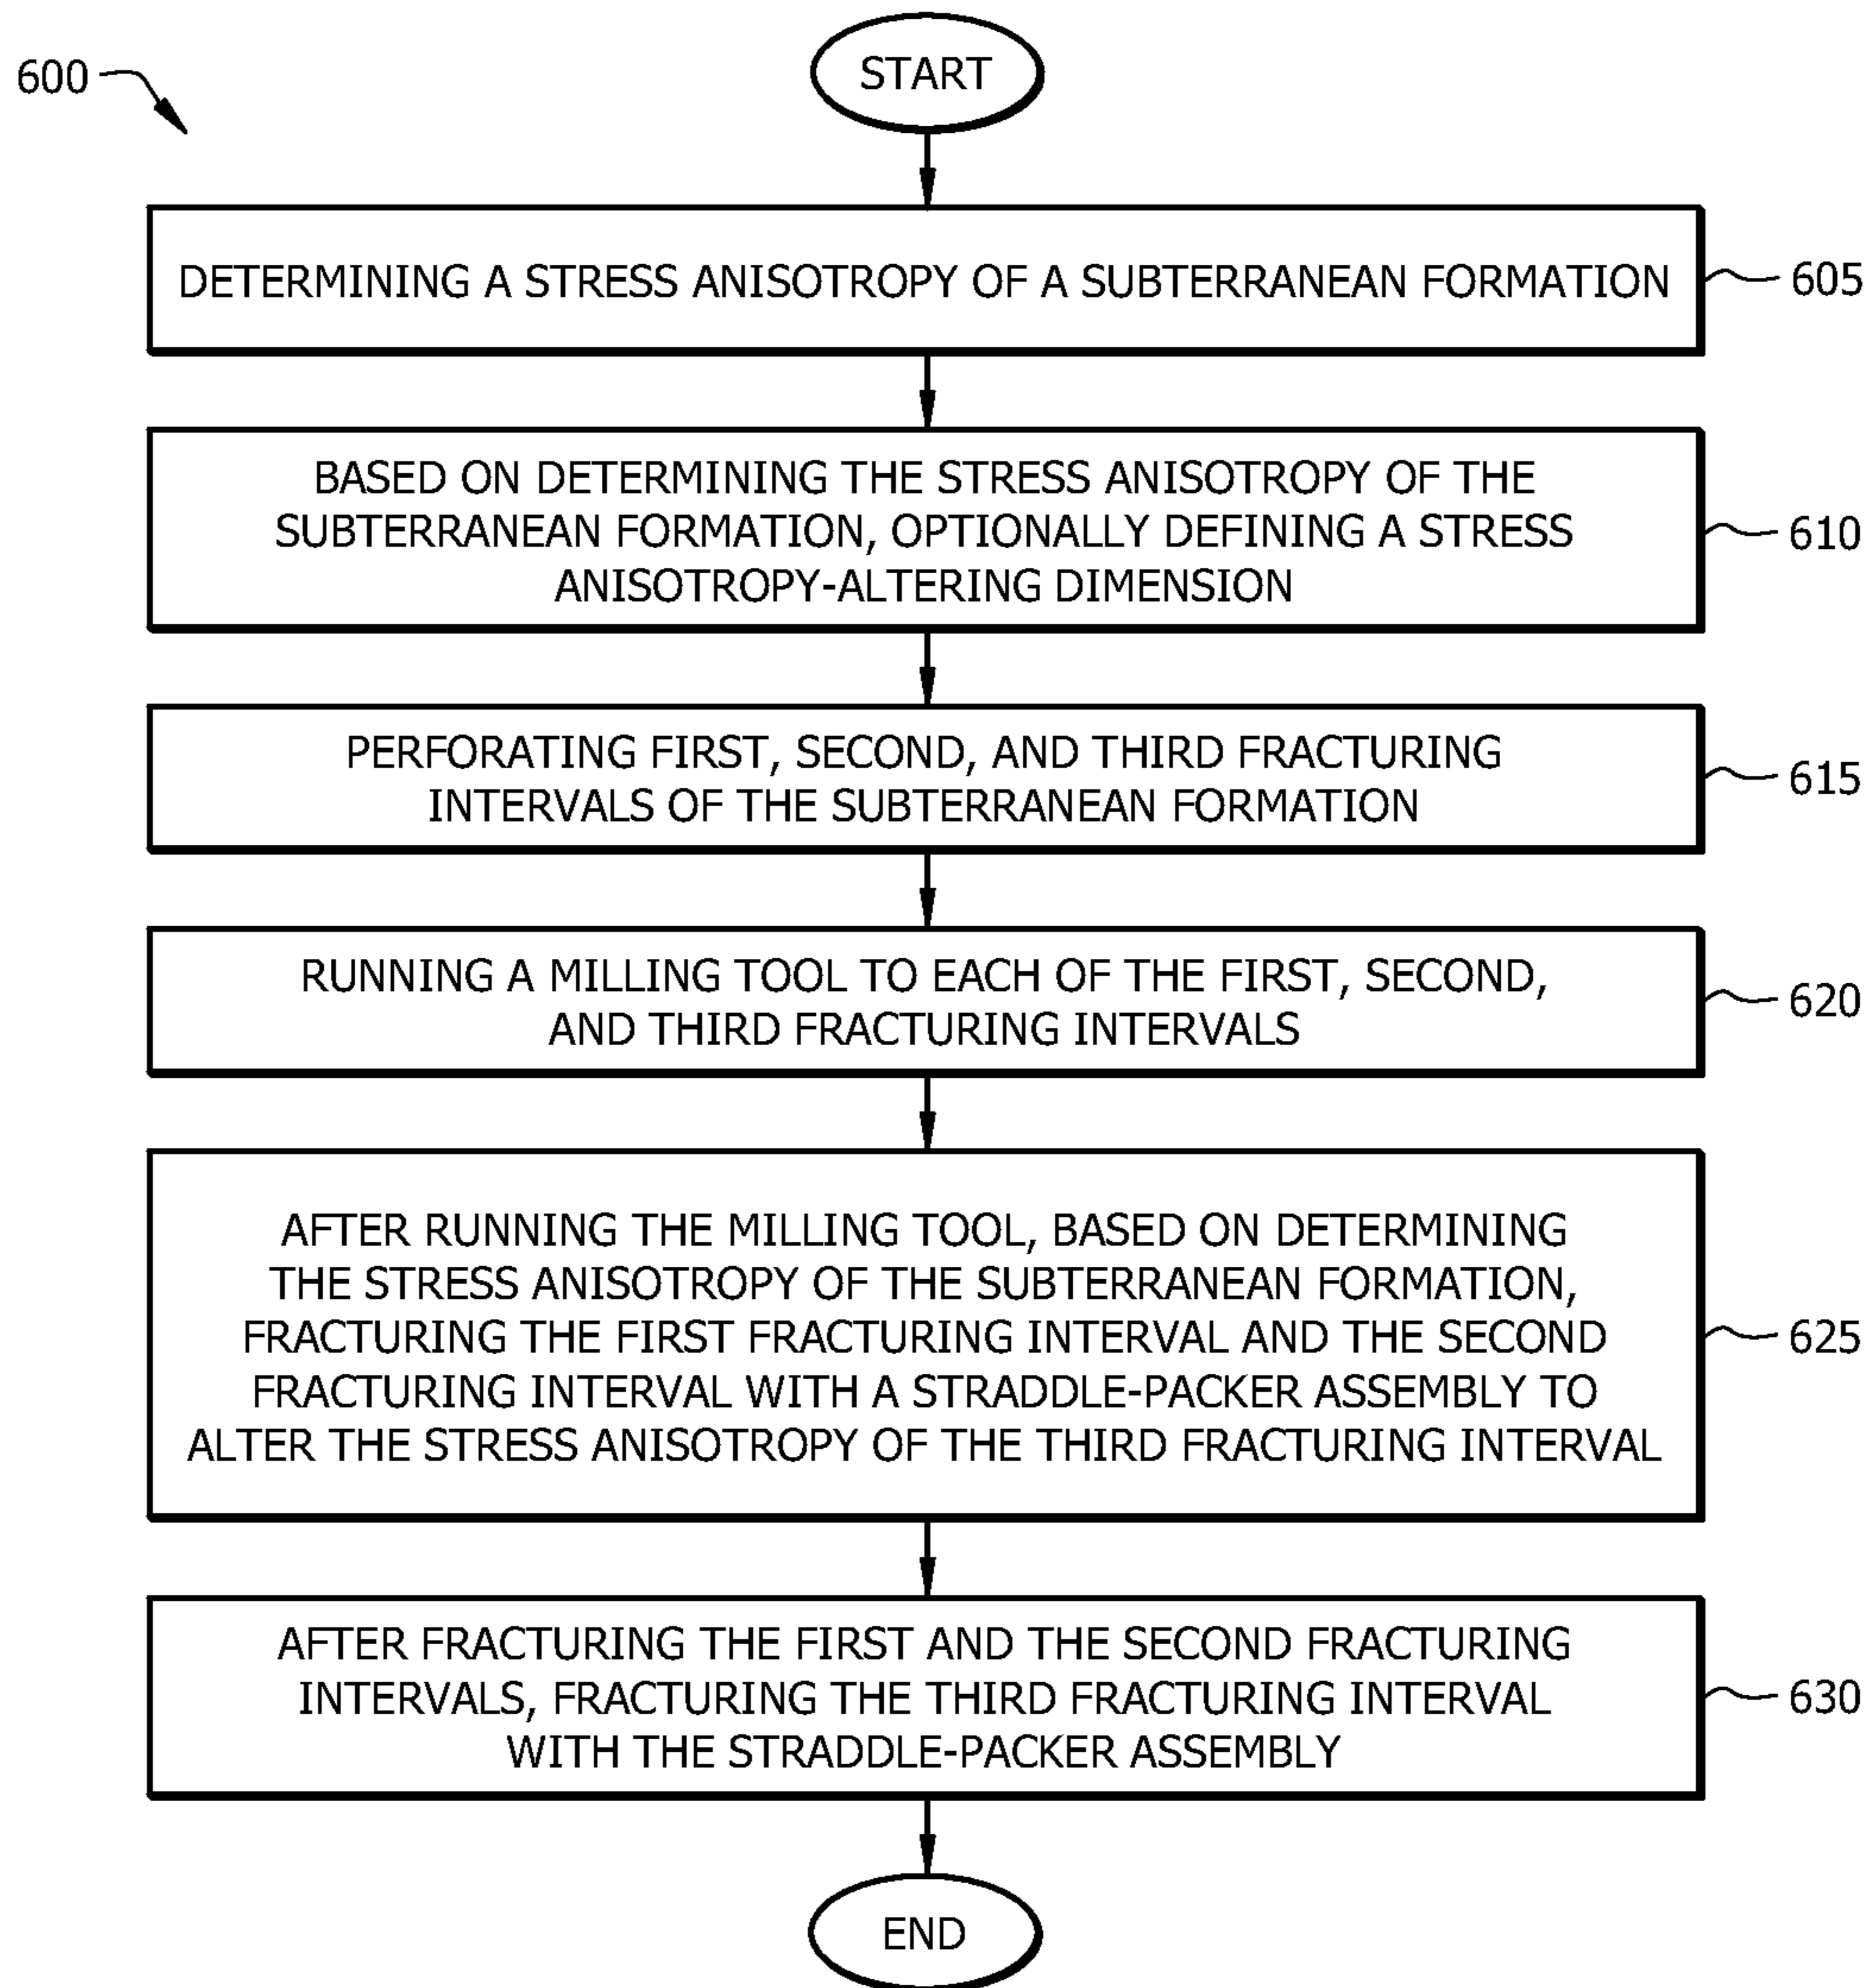 600
START
DETERMINING A STRESS ANISOTROPY OF A SUBTERRANEAN FORMATION
605
BASED ON DETERMINING THE STRESS ANISOTROPY OF THE
SUBTERRANEAN FORMATION, OPTIONALLY DEFINING A STRESS
ANISOTROPY-ALTERING DIMENSION
610
PERFORATING FIRST, SECOND, AND THIRD FRACTURING
INTERVALS OF THE SUBTERRANEAN FORMATION
615
RUNNING A MILLING TOOL TO EACH OF THE FIRST, SECOND,
AND THIRD FRACTURING INTERVALS
620
AFTER RUNNING THE MILLING TOOL, BASED ON DETERMINING
THE STRESS ANISOTROPY OF THE SUBTERRANEAN FORMATION,
FRACTURING THE FIRST FRACTURING INTERVAL AND THE SECOND
FRACTURING INTERVAL WITH A STRADDLE-PACKER ASSEMBLY TO
ALTER THE STRESS ANISOTROPY OF THE THIRD FRACTURING INTERVAL
625
AFTER FRACTURING THE FIRST AND THE SECOND FRACTURING
INTERVALS, FRACTURING THE THIRD FRACTURING INTERVAL
WITH THE STRADDLE-PACKER ASSEMBLY
630
END